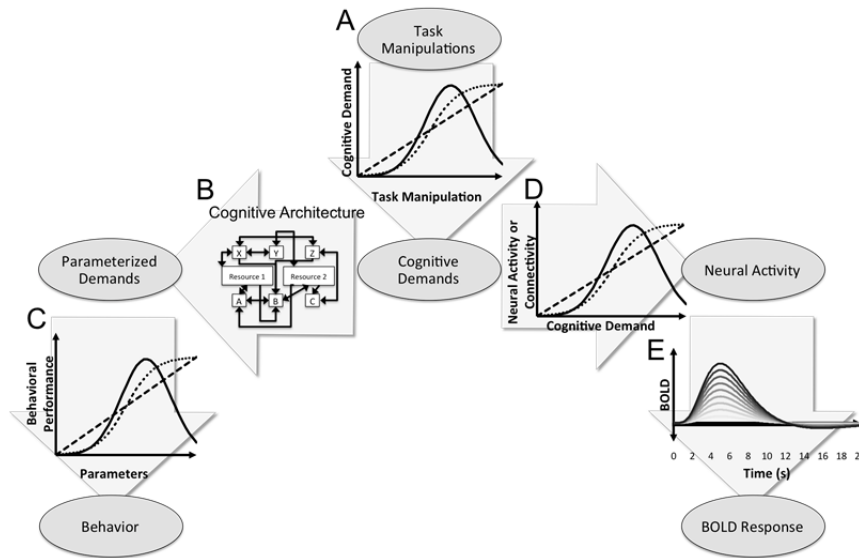 A
Task
Manipulations
Cognitive Demand
Task Manipulation
B
Cognitive Architecture
X
Y
Z
Resource 1
Resource 2
A
B
C
D
Neural Activity or
Connectivity
Cognitive Demand
Parameterized
Demands
Cognitive
Demands
Neural Activity
C
Behavioral
Performance
Parameters
E
BOLD
0 2 4 6 8 10 12 14 16 18 2
Time (s)
Behavior
BOLD Response